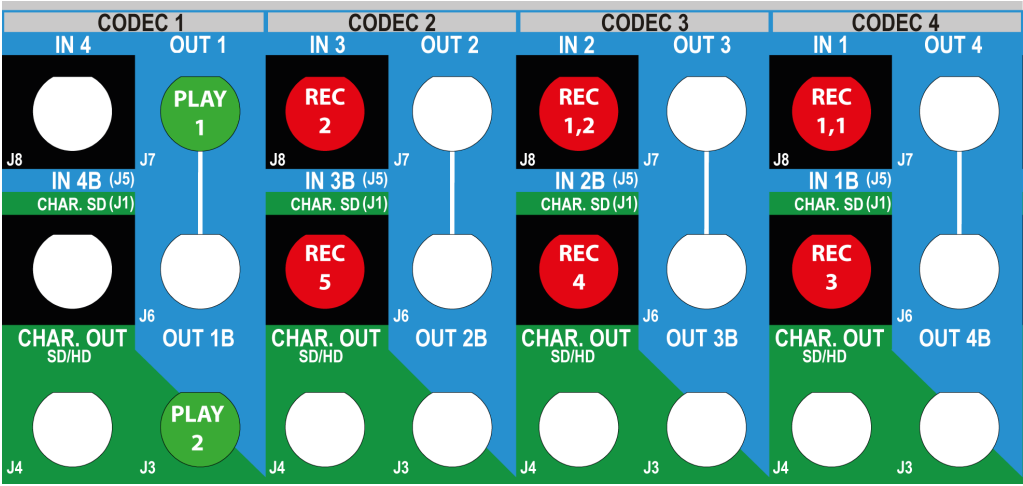 CODEC 1 CODEC 2 CODEC 3 CODEC 4
IN 4 OUT 1 IN 3 OUT 2 IN 2 OUT 3 IN 1 OUT 4
PLAY REC REC REC
1 2 1,2 1,1
J8 J7 J8 J7 J8 J7 J8 J7
IN 4B (J5) IN 3B (J5) IN 2B (J5) IN 1B (J5)
CHAR. SD (J1) CHAR. SD (J1) CHAR. SD (J1) CHAR. SD (J1)
REC REC REC
5 4 3
J6 J6 J6 J6
CHAR. OUT OUT 1B CHAR. OUT OUT 2B CHAR. OUT OUT 3B CHAR. OUT OUT 4B
SD/HD SD/HD SD/HD SD/HD
PLAY
2
J4 J3 J4 J3 J4 J3 J4 J3